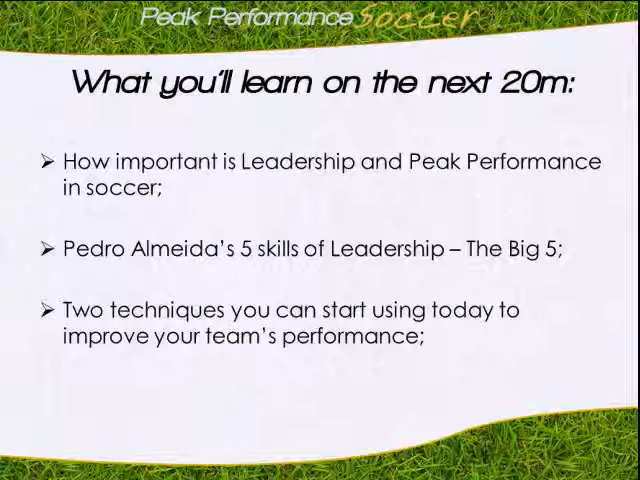 Peak Performance Soccer
What you'll learn on the next 20m:
How important is Leadership and Peak Performance
in soccer;
Pedro Almeida's 5 skills of Leadership – The Big 5;
Two techniques you can start using today to
improve your team's performance;